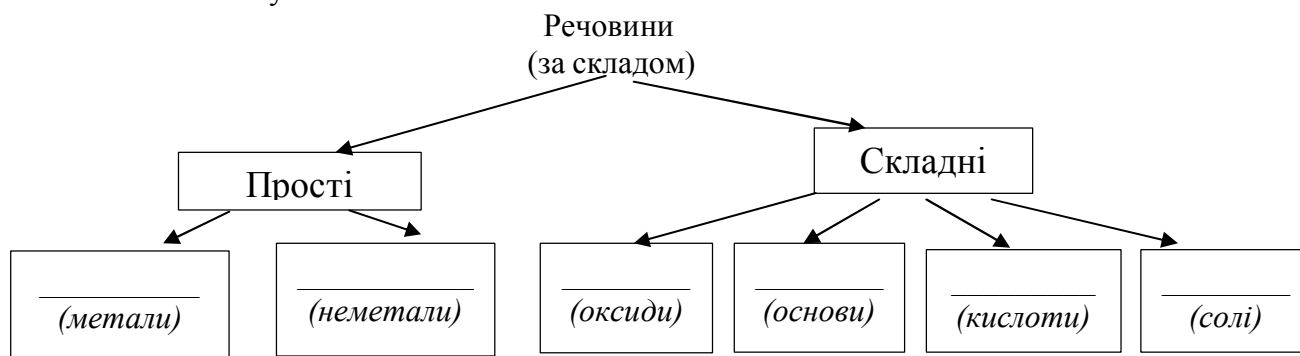 Речовини
(за складом)
Прості
Складні
(метали)
(неметали)
(оксиди)
(основи)
(кислоти)
(солі)